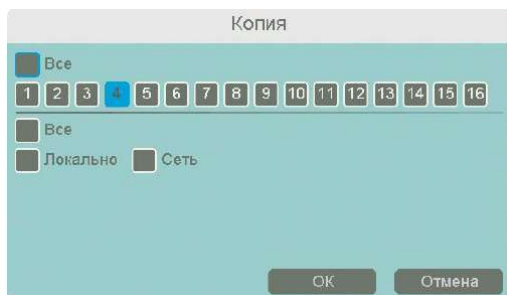 Копия
Все
1 2 3 4 5 6 7 8 9 10 11 12 13 14 15 16
Все
Локально Сеть
OK Отмена